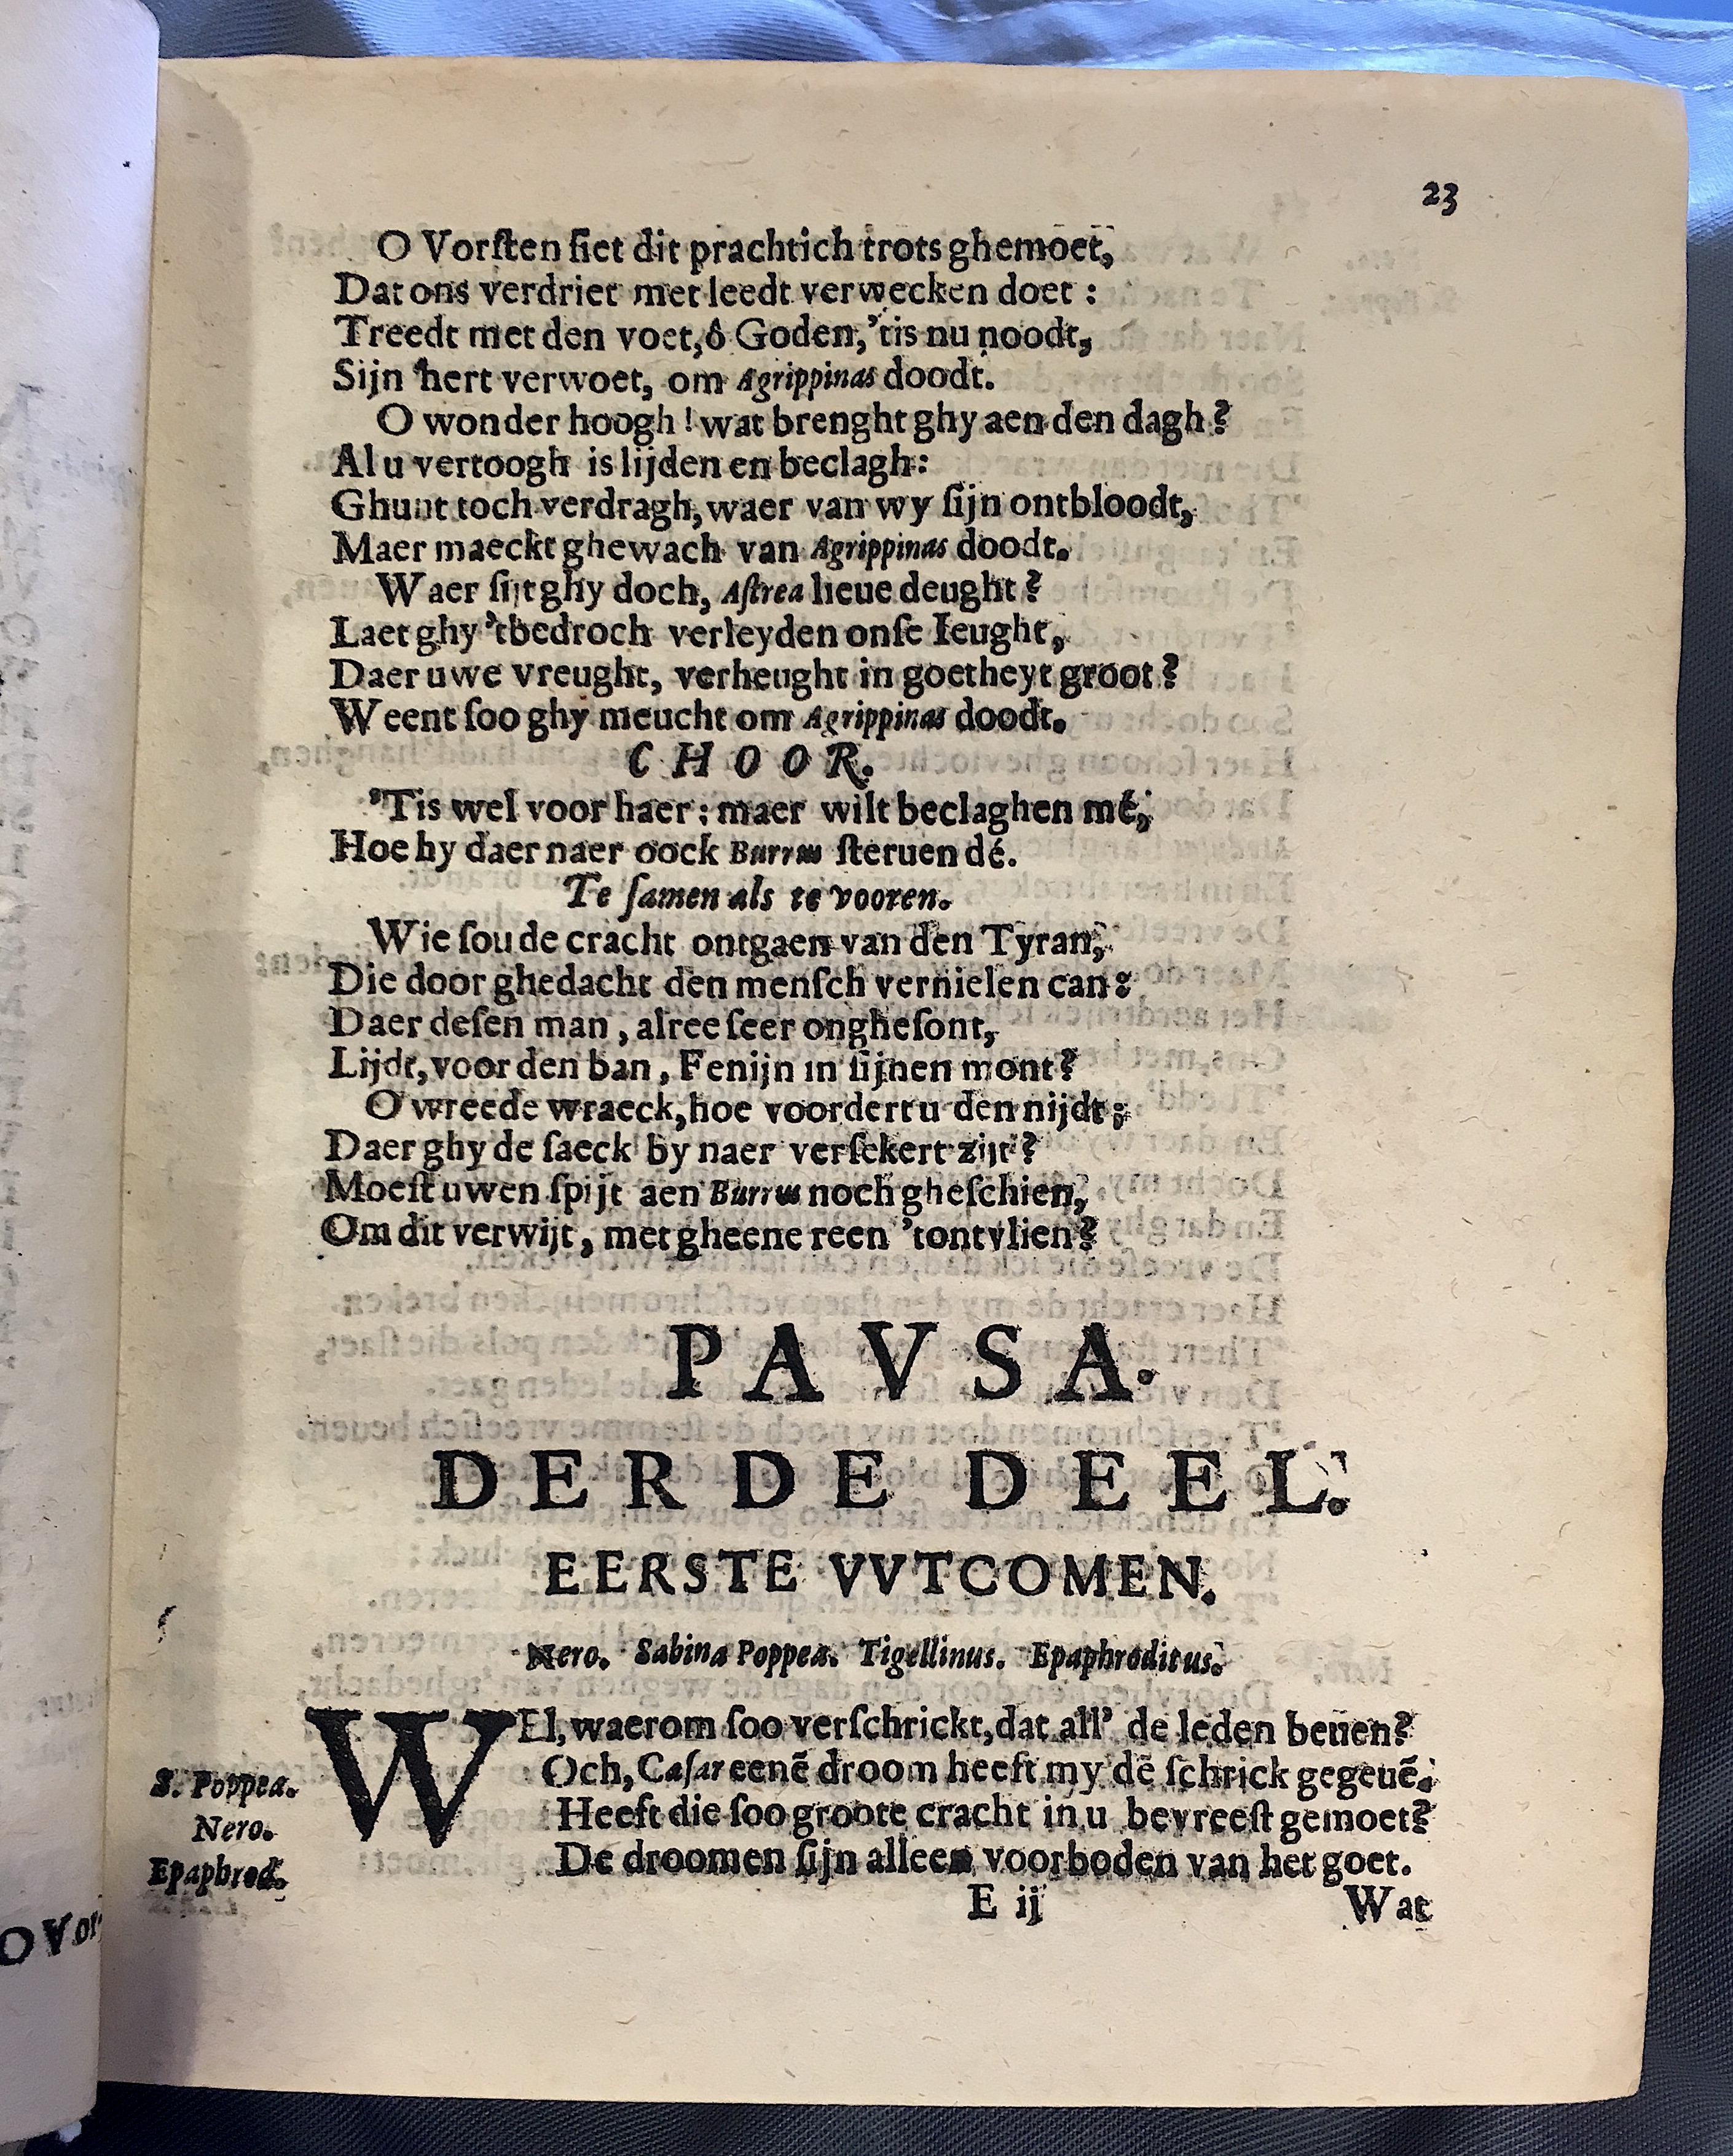 23
O Vorſten ſiet dit prachtich trots ghemoet,
Dat ons verdriet met leedt verwecken doet :
Treedt met den voet, ô Goden, 'tis nu noodt,
Sijn hert verwoet, om Agrippinas doodt.
O wonder hoogh ! wat brenght ghy aen den dagh ?
Al u vertoogh is lijden en beclagh:
Ghunt toch verdragh, waer van wy ſijn ontbloodt,
Maer maeckt ghewach van Agrippinas doodt.
Waer ſijt ghy doch, Aſtrea lieue deught ?
Laet ghy 'tbedroch verleyden onſe Ieught,
Daer uwe vreught, verheught in goetheyt groot ?
Weent ſoo ghy meucht om Agrippinas doodt.
C H O O R.
'Tis wel voor haer ; maer wilt beclaghen mé,
Hoe hy daer naer oock Burrus ſteruen dé.
Te ſamen als te vooren.
Wie ſou de cracht ontgaen van den Tyran,
Die door ghedacht den menſch vernielen can:
Daer deſen man, alree ſeer ongheſont,
Lijdt, voor den ban, Fenijn in ſijnen mont ?
O wreede wraeck, hoe voordert u den nijdt ;
Daer ghy de ſaeck by naer verſekert zijt ?
Moeſt uwen ſpijt aen Burrus noch gheſchien,
Om dit verwijt, met gheene reen 'tontvlien ?
P A V S A.
D E R D E D E E L.
EERSTE VVTCOMEN.
Nero. Sabina Poppea. Tigellinus. Epaphroditus.
WEl, waerom ſoo verſchrickt, dat all' de leden beuen?
S. Poppea. Och, Cæſar eenē droom heeft my dē ſchrick gegeuē.
Nero. Heeft die ſoo groote cracht in u bevreeſt gemoet?
Epaphrod. De droomen ſijn alleen voorboden van het goet.
E ij Wat